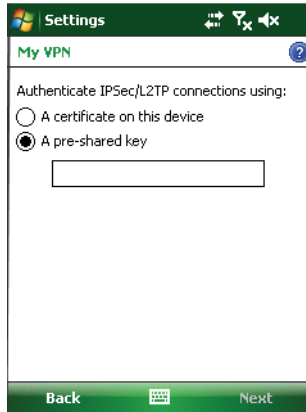 Settings
My VPN
Authenticate IPSec/L2TP connections using:
A certificate on this device
A pre-shared key
Back Next